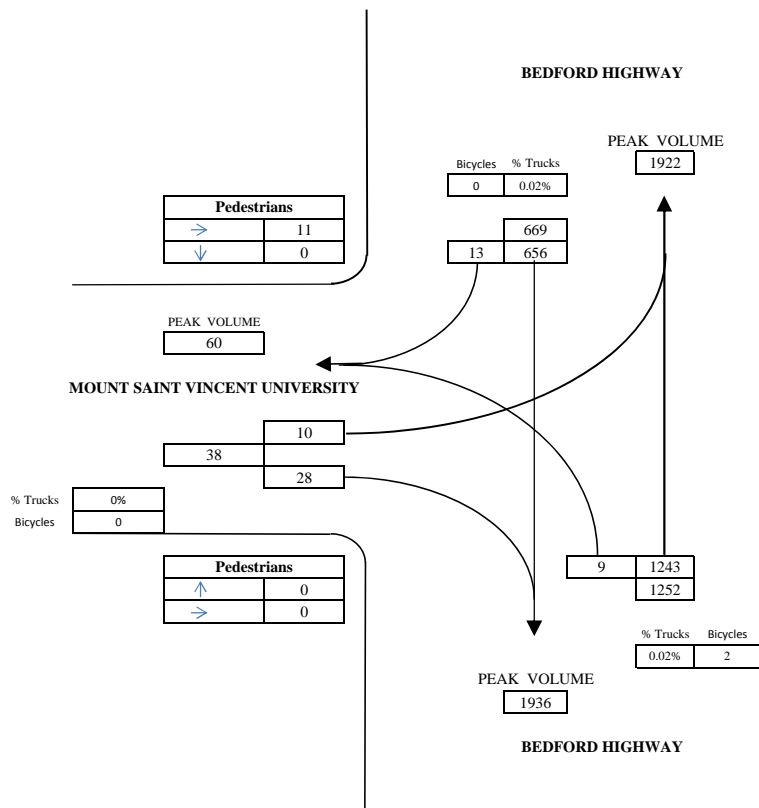 BEDFORD HIGHWAY
PEAK VOLUME
1922
Bicycles % Trucks
0 0.02%
Pedestrians
11
0
669
13 656
PEAK VOLUME
60
MOUNT SAINT VINCENT UNIVERSITY
10
38
28
% Trucks 0%
Bicycles 0
Pedestrians
0
0
9 1243
1252
% Trucks Bicycles
0.02% 2
PEAK VOLUME
1936
BEDFORD HIGHWAY